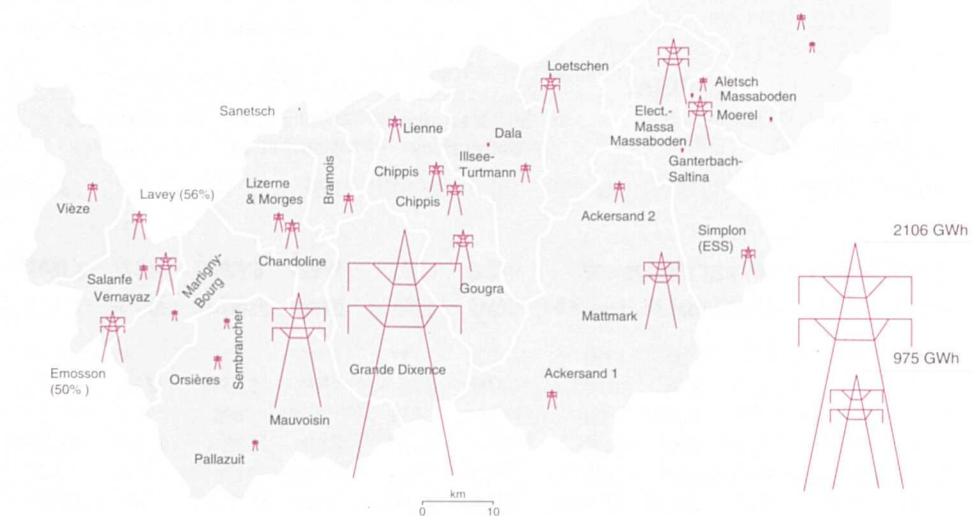 Loetschen
Aletsch
Massaboden
Elect.-
Massa
Massaboden
Moerel
Sanetsch
Lienne
Dala
Ganterbach-
Saltina
Illsee-
Turtmann
Chippis
Chippis
Bramois
Lizerne
& Morges
Lavey (56%)
Vièze
Ackersand 2
Simplon
(ESS)
2106 GWh
Chandoline
Martigny-
Bourg
Salanfe
Vernayaz
Gougra
Mattmark
Sembrancher
Emosson
(50% )
Orsières
Grande Dixence
Ackersand 1
975 GWh
Mauvoisin
Pallazuit
km
0 10